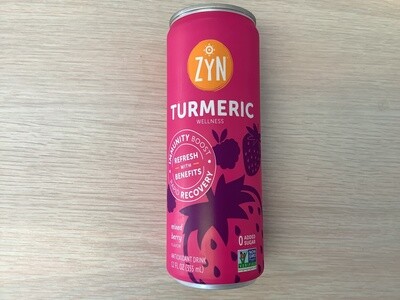 ZYN
TURMERIC
WELLNESS
IMMUNITY BOOST
REFRESH
WITH
BENEFITS
RECOVERY
mixed
berry
0 ADDED
SUGAR
ANTIOXIDANT DRINK
12 FL OZ (355 mL)